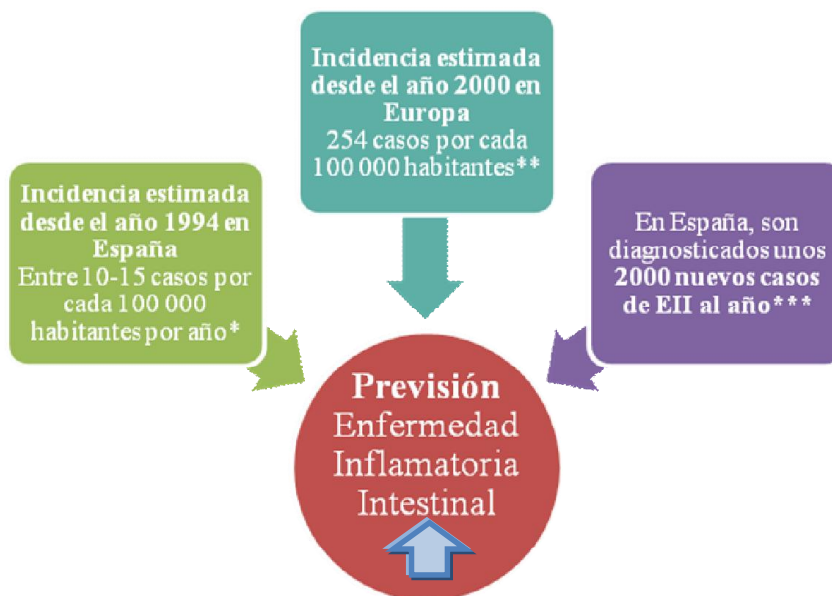 Incidencia estimada
desde el año 2000 en
Europa
254 casos por cada
100 000 habitantes**
Incidencia estimada
desde el año 1994 en
España
Entre 10-15 casos por
cada 100 000
habitantes por año*
En España, son
diagnosticados unos
2000 nuevos casos
de EII al año***
Previsión
Enfermedad
Inflamatoria
Intestinal